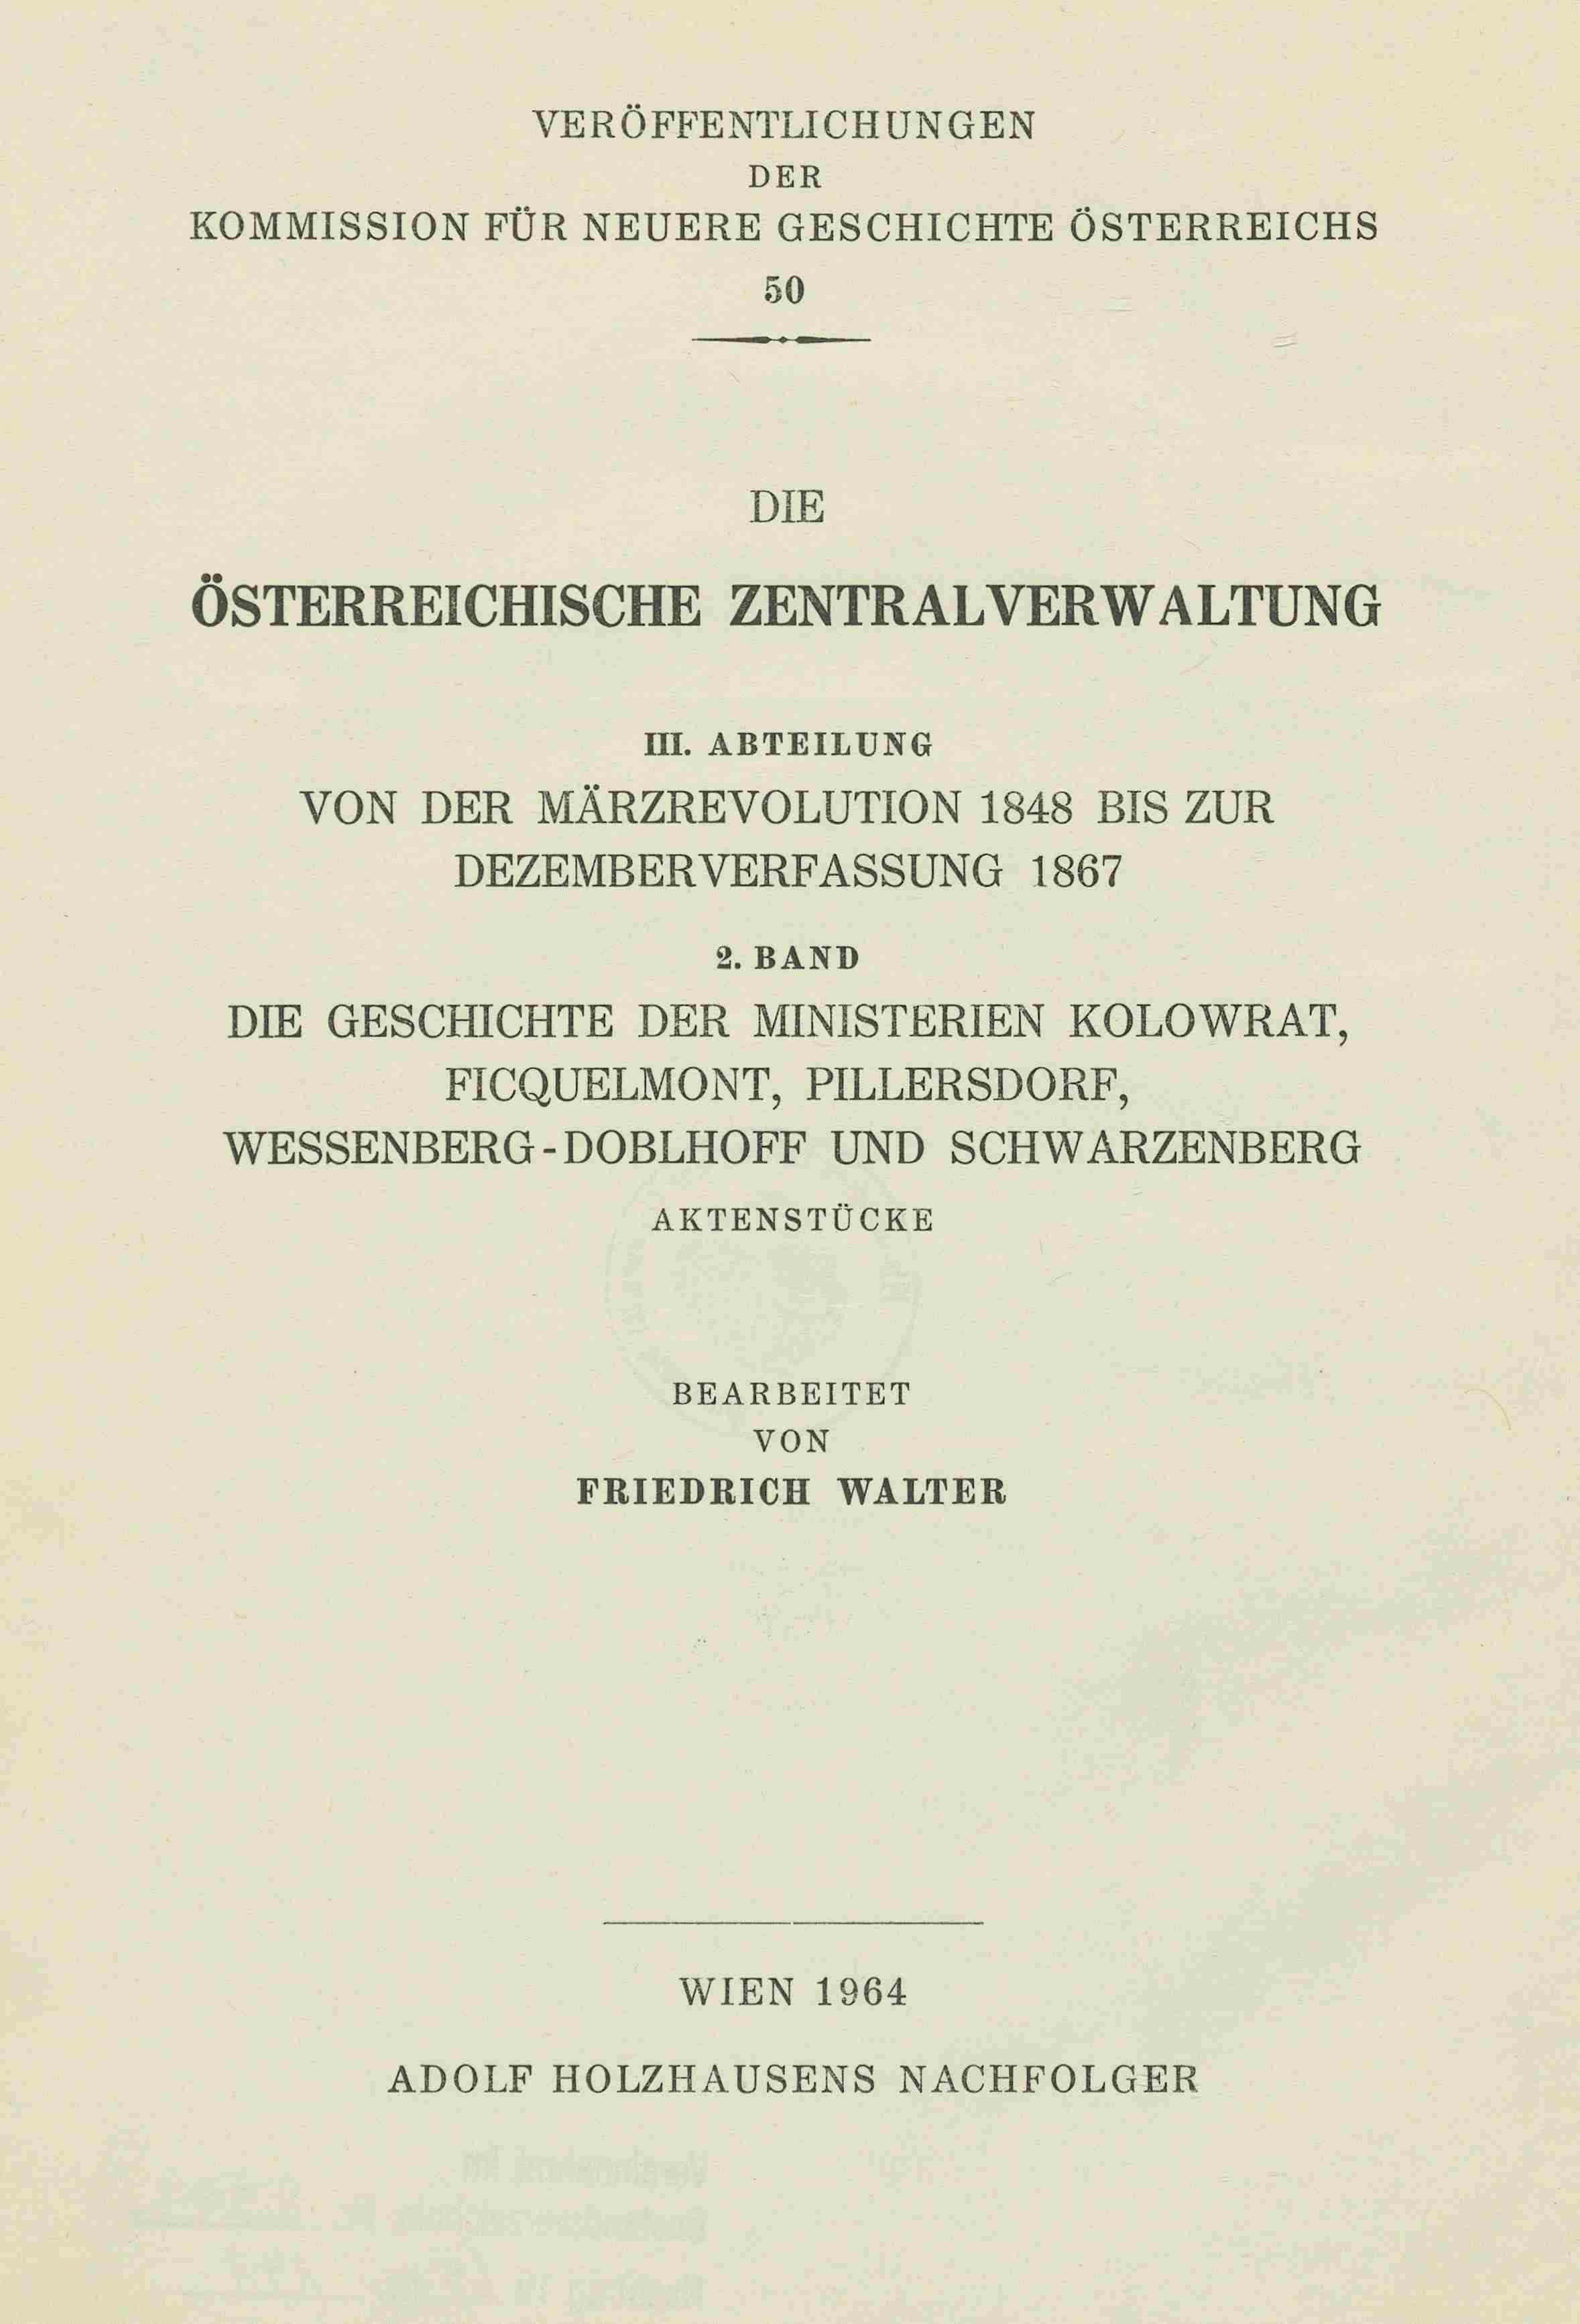 VERÖFFENTLICHUNGEN
DER
KOMMISSION FÜR NEUERE GESCHICHTE ÖSTERREICHS
50
DIE
ÖSTERREICHISCHE ZENTRALVERWALTUNG
III. ABTEILUNG
VON DER MÄRZREVOLUTION 1848 BIS ZUR
DEZEMBERVERFASSUNG 1867
2. BAND
DIE GESCHICHTE DER MINISTERIEN KOLOWRAT,
FICQUELMONT, PILLERSDORF,
WESSENBERG-DOBLHOFF UND SCHWARZENBERG
AKTENSTÜCKE
BEARBEITET
VON
FRIEDRICH WALTER
WIEN 1964
ADOLF HOLZHAUSENS NACHFOLGER